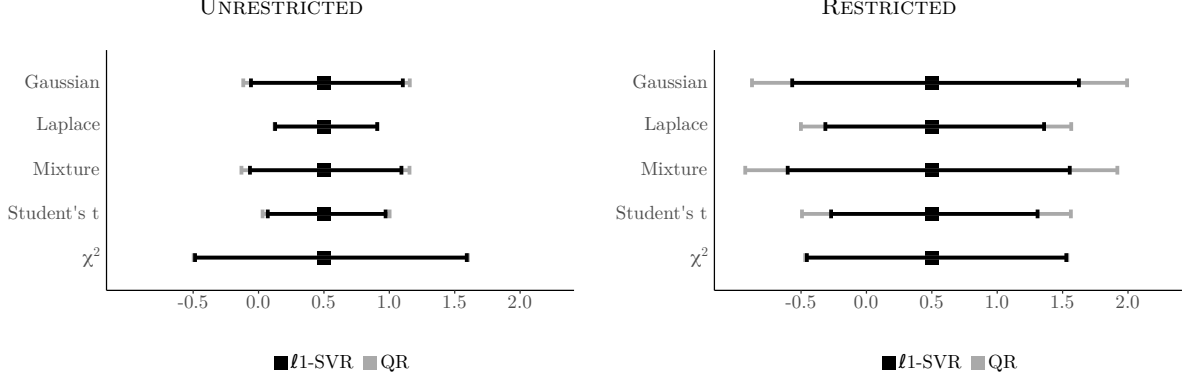 UNRESTRICTED
Gaussian
Laplace
Mixture
Student's t
χ²
-0.5 0.0 0.5 1.0 1.5 2.0
ℓ1-SVR QR
RESTRICTED
Gaussian
Laplace
Mixture
Student's t
χ²
-0.5 0.0 0.5 1.0 1.5 2.0
ℓ1-SVR QR